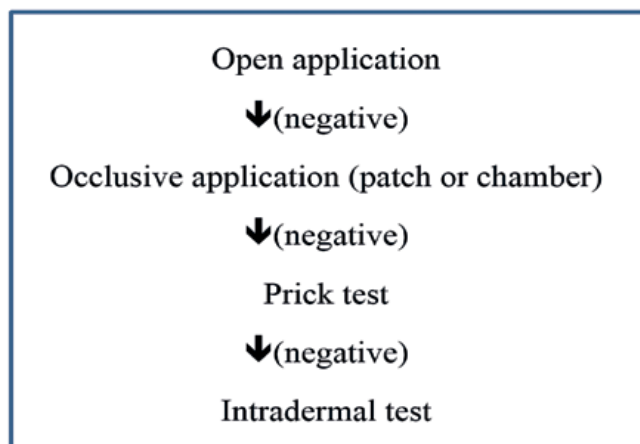 Open application
🡻(negative)
Occlusive application (patch or chamber)
🡻(negative)
Prick test
🡻(negative)
Intradermal test